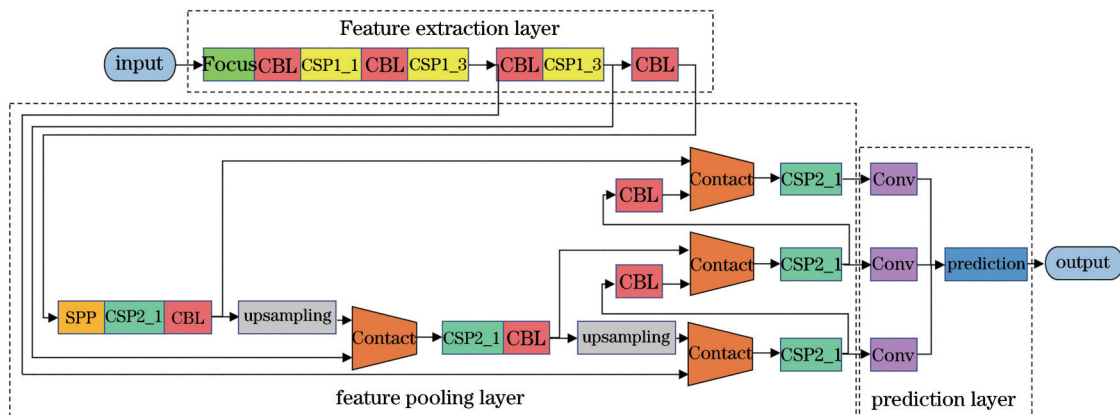 Feature extraction layer
input
Focus CBL CSP1_1 CBL CSP1_3 CBL CSP1_3 CBL
Contact CSP2_1 Conv
CBL
Contact CSP2_1 Conv prediction output
CBL
SPP CSP2_1 CBL upsampling
Contact CSP2_1 CBL upsampling Contact CSP2_1 Conv
feature pooling layer
prediction layer